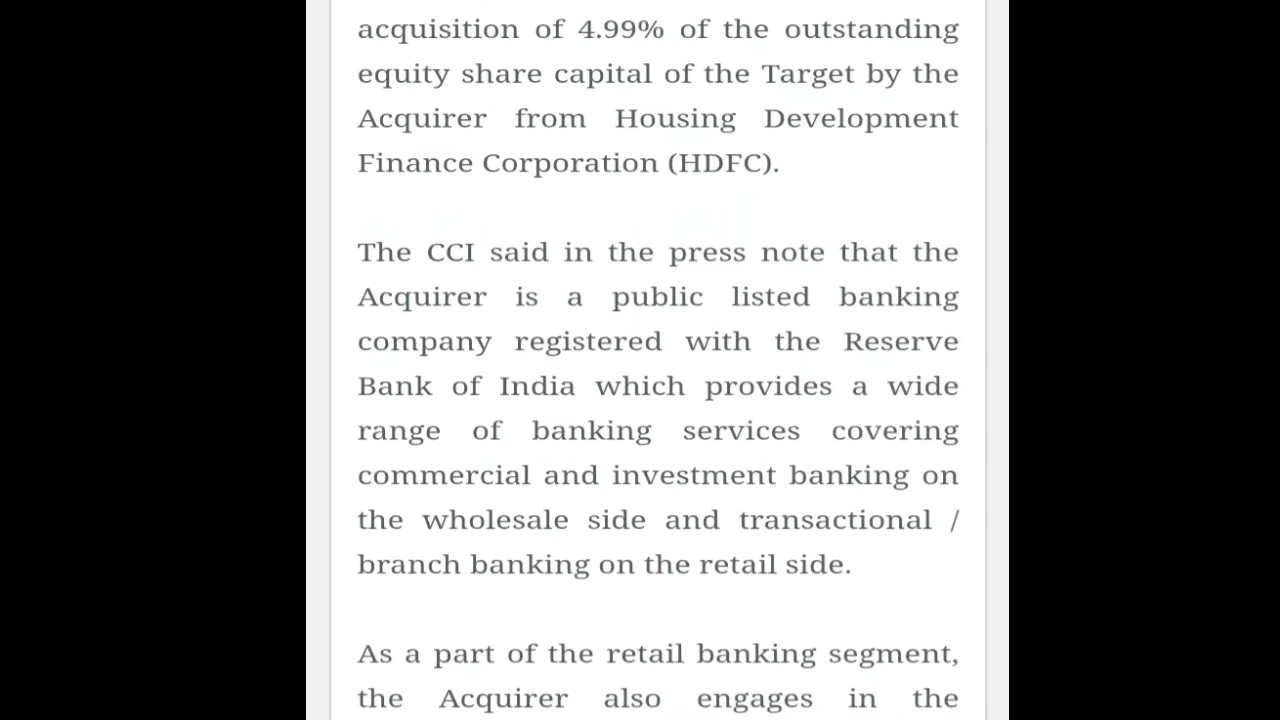 acquisition of 4.99% of the outstanding
equity share capital of the Target by the
Acquirer from Housing Development
Finance Corporation (HDFC).
The CCI said in the press note that the
Acquirer is a public listed banking
company registered with the Reserve
Bank of India which provides a wide
range of banking services covering
commercial and investment banking on
the wholesale side and transactional /
branch banking on the retail side.
As a part of the retail banking segment,
the Acquirer also engages in the